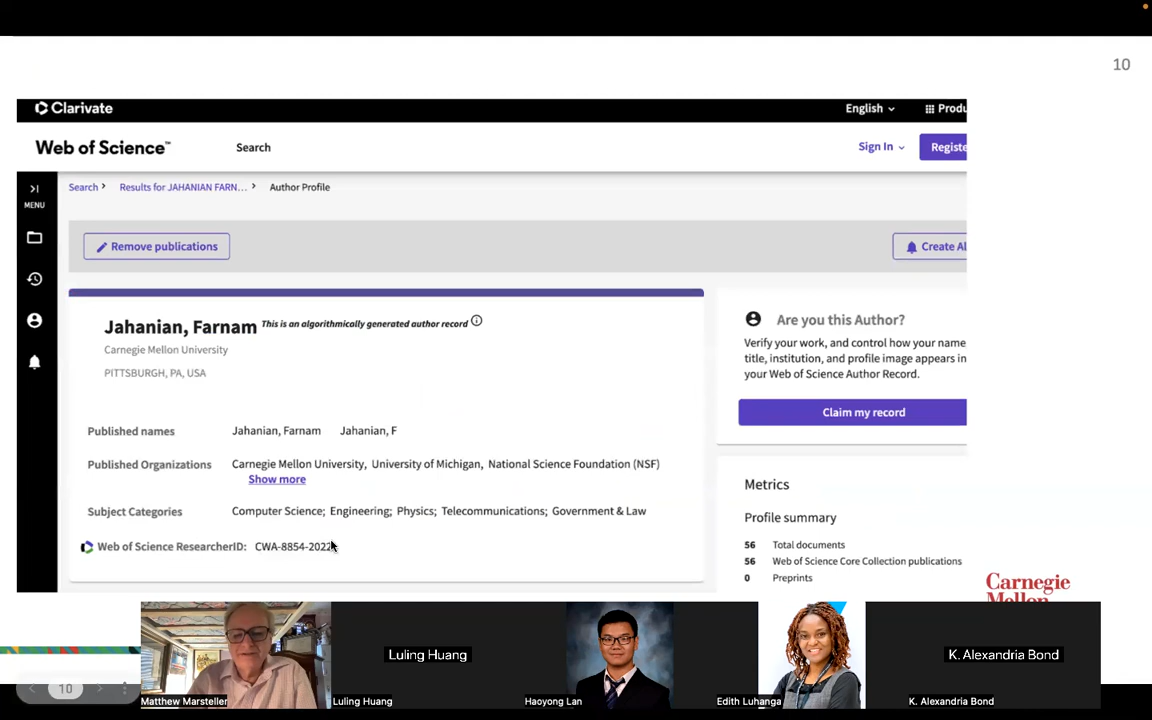 10
Clarivate
English
Produ
Web of Science™
Search
Sign In
Registe
MENU
Search > Results for JAHANIAN FARN... > Author Profile
Remove publications
Create Al
Jahanian, Farnam This is an algorithmically generated author record
Carnegie Mellon University
PITTSBURGH, PA, USA
Published names Jahanian, Farnam Jahanian, F
Published Organizations Carnegie Mellon University, University of Michigan, National Science Foundation (NSF)
Show more
Subject Categories Computer Science; Engineering; Physics; Telecommunications; Government & Law
Web of Science ResearcherID: CWA-8854-2022
Are you this Author?
Verify your work, and control how your name
title, institution, and profile image appears in
your Web of Science Author Record.
Claim my record
Metrics
Profile summary
56 Total documents
56 Web of Science Core Collection publications
0 Preprints
Carnegie
Mellon
10
Luling Huang
K. Alexandria Bond
Matthew Marsteller
Luling Huang
Haoyong Lan
Edith Luhanga
K. Alexandria Bond